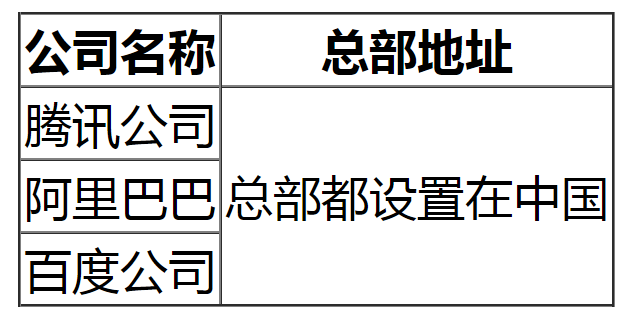 公司名称 总部地址
腾讯公司
阿里巴巴 总部都设置在中国
百度公司